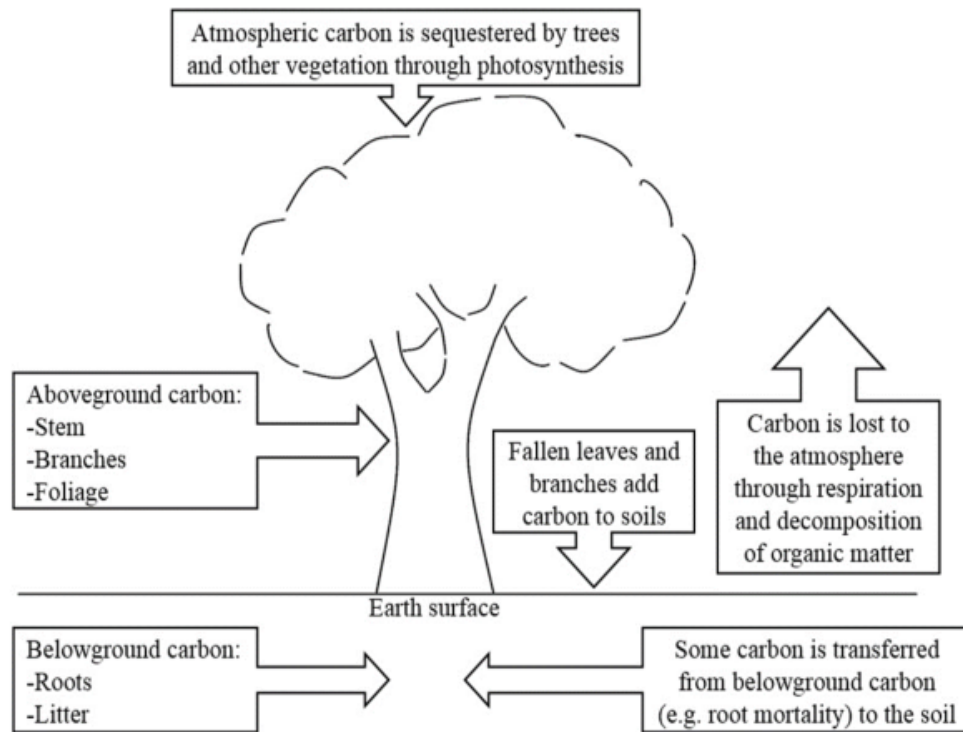 Atmospheric carbon is sequestered by trees
and other vegetation through photosynthesis
Aboveground carbon:
-Stem
-Branches
-Foliage
Fallen leaves and
branches add
carbon to soils
Carbon is lost to
the atmosphere
through respiration
and decomposition
of organic matter
Earth surface
Belowground carbon:
-Roots
-Litter
Some carbon is transferred
from belowground carbon
(e.g. root mortality) to the soil